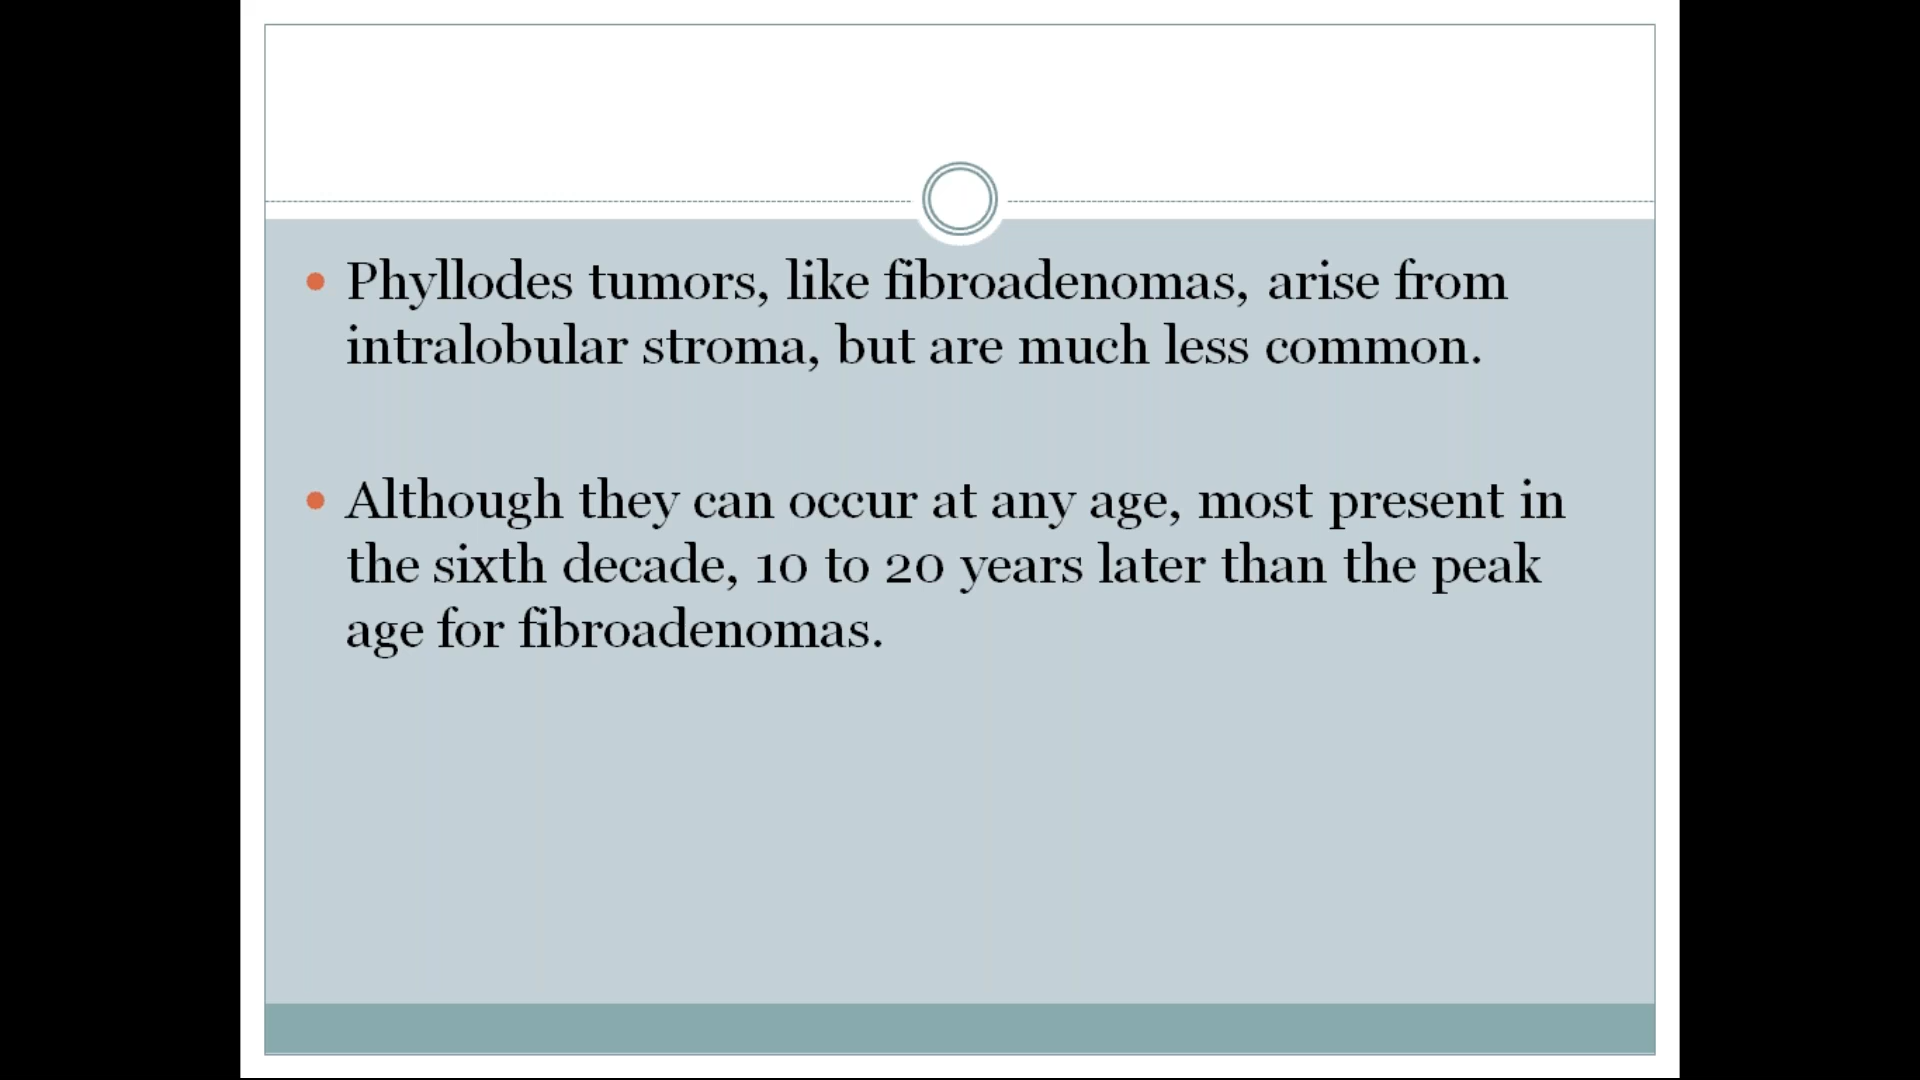 Phyllodes tumors, like fibroadenomas, arise from
intralobular stroma, but are much less common.
Although they can occur at any age, most present in
the sixth decade, 10 to 20 years later than the peak
age for fibroadenomas.